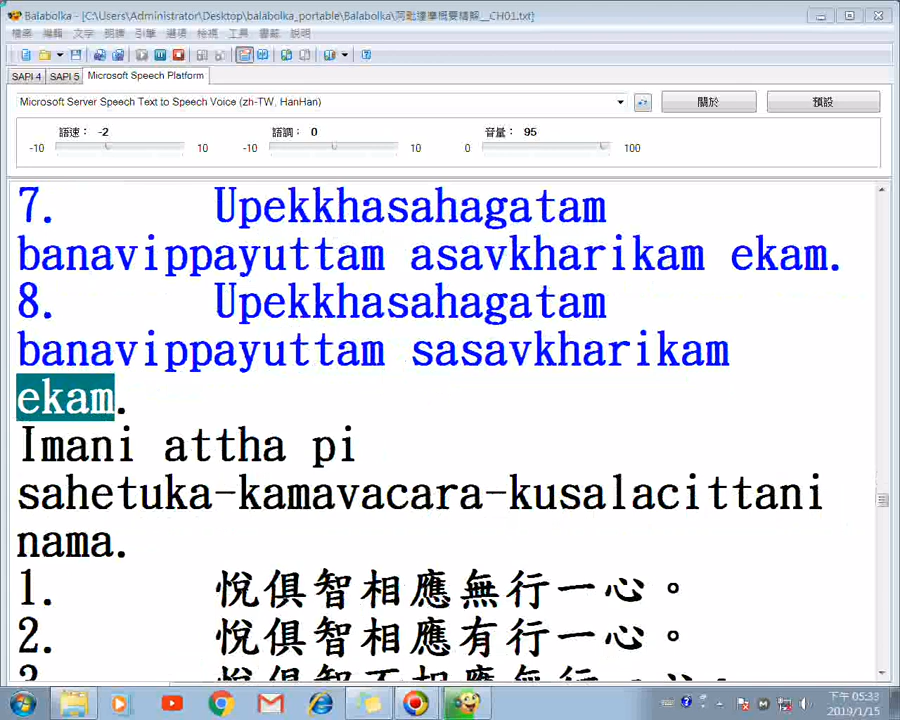 Balabolka - [C:\Users\Administrator\Desktop\balabolka_portable\Balabolka\阿毗達摩概要精解__CH01.txt]
檔案 編輯 文字 朗讀 引擎 選項 檢視 工具 書籤 說明
SAPI 4 SAPI 5 Microsoft Speech Platform
Microsoft Server Speech Text to Speech Voice (zh-TW, HanHan) 關於 預設
語速： -2 語調： 0 音量： 95
-10 10 -10 10 0 100
7. Upekkhasahagatam
banavippayuttam asavkharikam ekam.
8. Upekkhasahagatam
banavippayuttam sasavkharikam
ekam.
Imani attha pi
sahetuka-kamavacara-kusalacittani
nama.
1. 悅俱智相應無行一心。
2. 悅俱智相應有行一心。
下午 05:33
2019/1/15